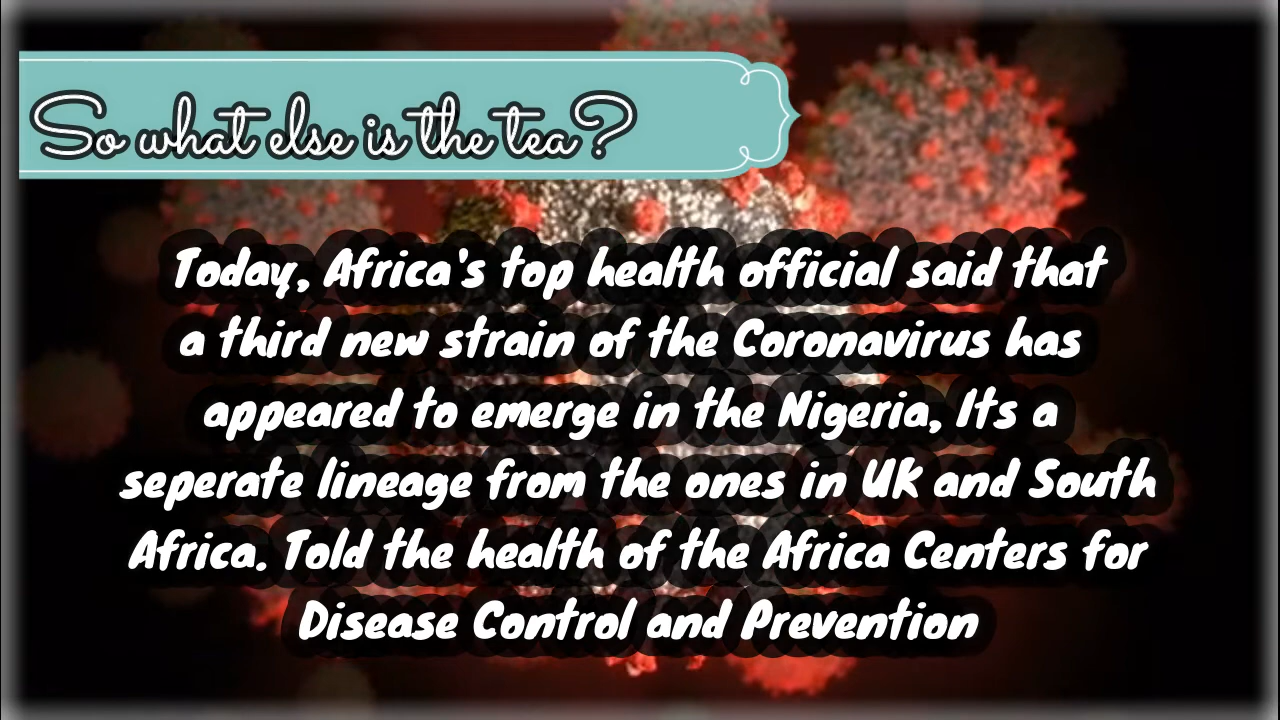 So what else is the tea?
Today, Africa's top health official said that
a third new strain of the Coronavirus has
appeared to emerge in the Nigeria, Its a
seperate lineage from the ones in UK and South
Africa. Told the health of the Africa Centers for
Disease Control and Prevention